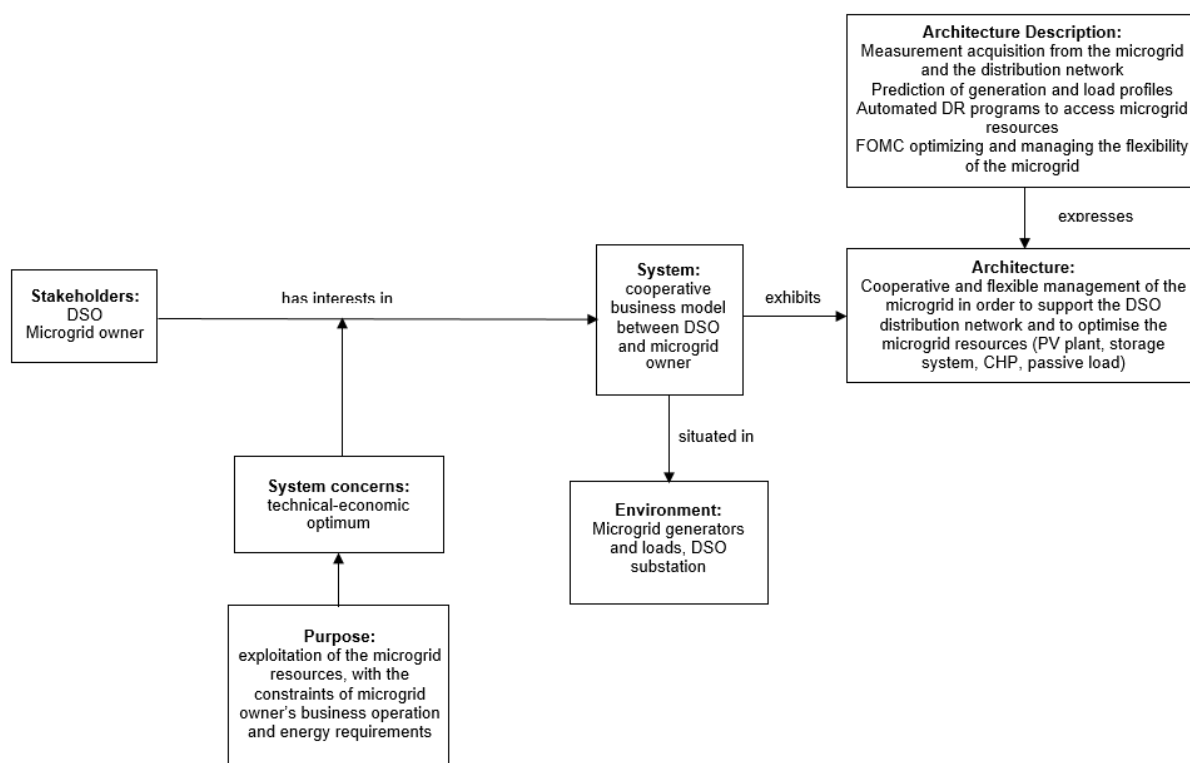 Architecture Description:
Measurement acquisition from the microgrid
and the distribution network
Prediction of generation and load profiles
Automated DR programs to access microgrid
resources
FOMC optimizing and managing the flexibility
of the microgrid
expresses
Stakeholders:
DSO
Microgrid owner
has interests in
System:
cooperative
business model
between DSO
and microgrid
owner
exhibits
Architecture:
Cooperative and flexible management of the
microgrid in order to support the DSO
distribution network and to optimise the
microgrid resources (PV plant, storage
system, CHP, passive load)
situated in
System concerns:
technical-economic
optimum
Environment:
Microgrid generators
and loads, DSO
substation
Purpose:
exploitation of the microgrid
resources, with the
constraints of microgrid
owner's business operation
and energy requirements